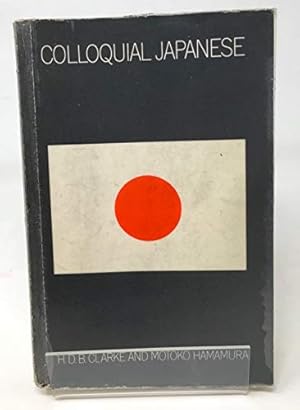 COLLOQUIAL JAPANESE
H.D.B. CLARKE AND MOTOKO HAMAMURA